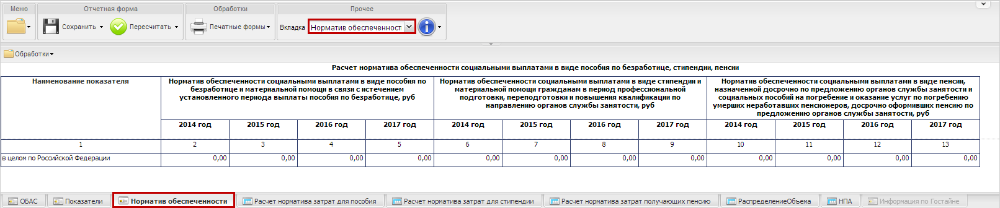 Меню
Отчетная форма
Обработки
Прочее
Сохранить
Пересчитать
Печатные формы
Вкладка
Норматив обеспеченност
Обработки
Расчет норматива обеспеченности социальными выплатами в виде пособия по безработице, стипендии, пенсии
Наименование показателя
Норматив обеспеченности социальными выплатами в виде пособия по
безработице и материальной помощи в связи с истечением
установленного периода выплаты пособия по безработице, руб
Норматив обеспеченности социальными выплатами в виде стипендии и
материальной помощи гражданам в период профессиональной
подготовки, переподготовки и повышения квалификации по
направлению органов службы занятости, руб
Норматив обеспеченности социальными выплатами в виде пенсии,
назначенной досрочно по предложению органов службы занятости и
социальных пособий на погребение и оказание услуг по погребению
умерших неработавших пенсионеров, досрочно оформивших пенсию по
предложению органов службы занятости, руб
2014 год 2015 год 2016 год 2017 год 2014 год 2015 год 2016 год 2017 год 2014 год 2015 год 2016 год 2017 год
1 2 3 4 5 6 7 8 9 10 11 12 13
в целом по Российской Федерации 0,00 0,00 0,00 0,00 0,00 0,00 0,00 0,00 0,00 0,00 0,00 0,00
ОБАС
Показатели
Норматив обеспеченности
Расчет норматива затрат для пособия
Расчет норматива затрат для стипендии
Расчет норматива затрат получающих пенсию
РаспределениеОбъема
НПА
Информация по Гостайне